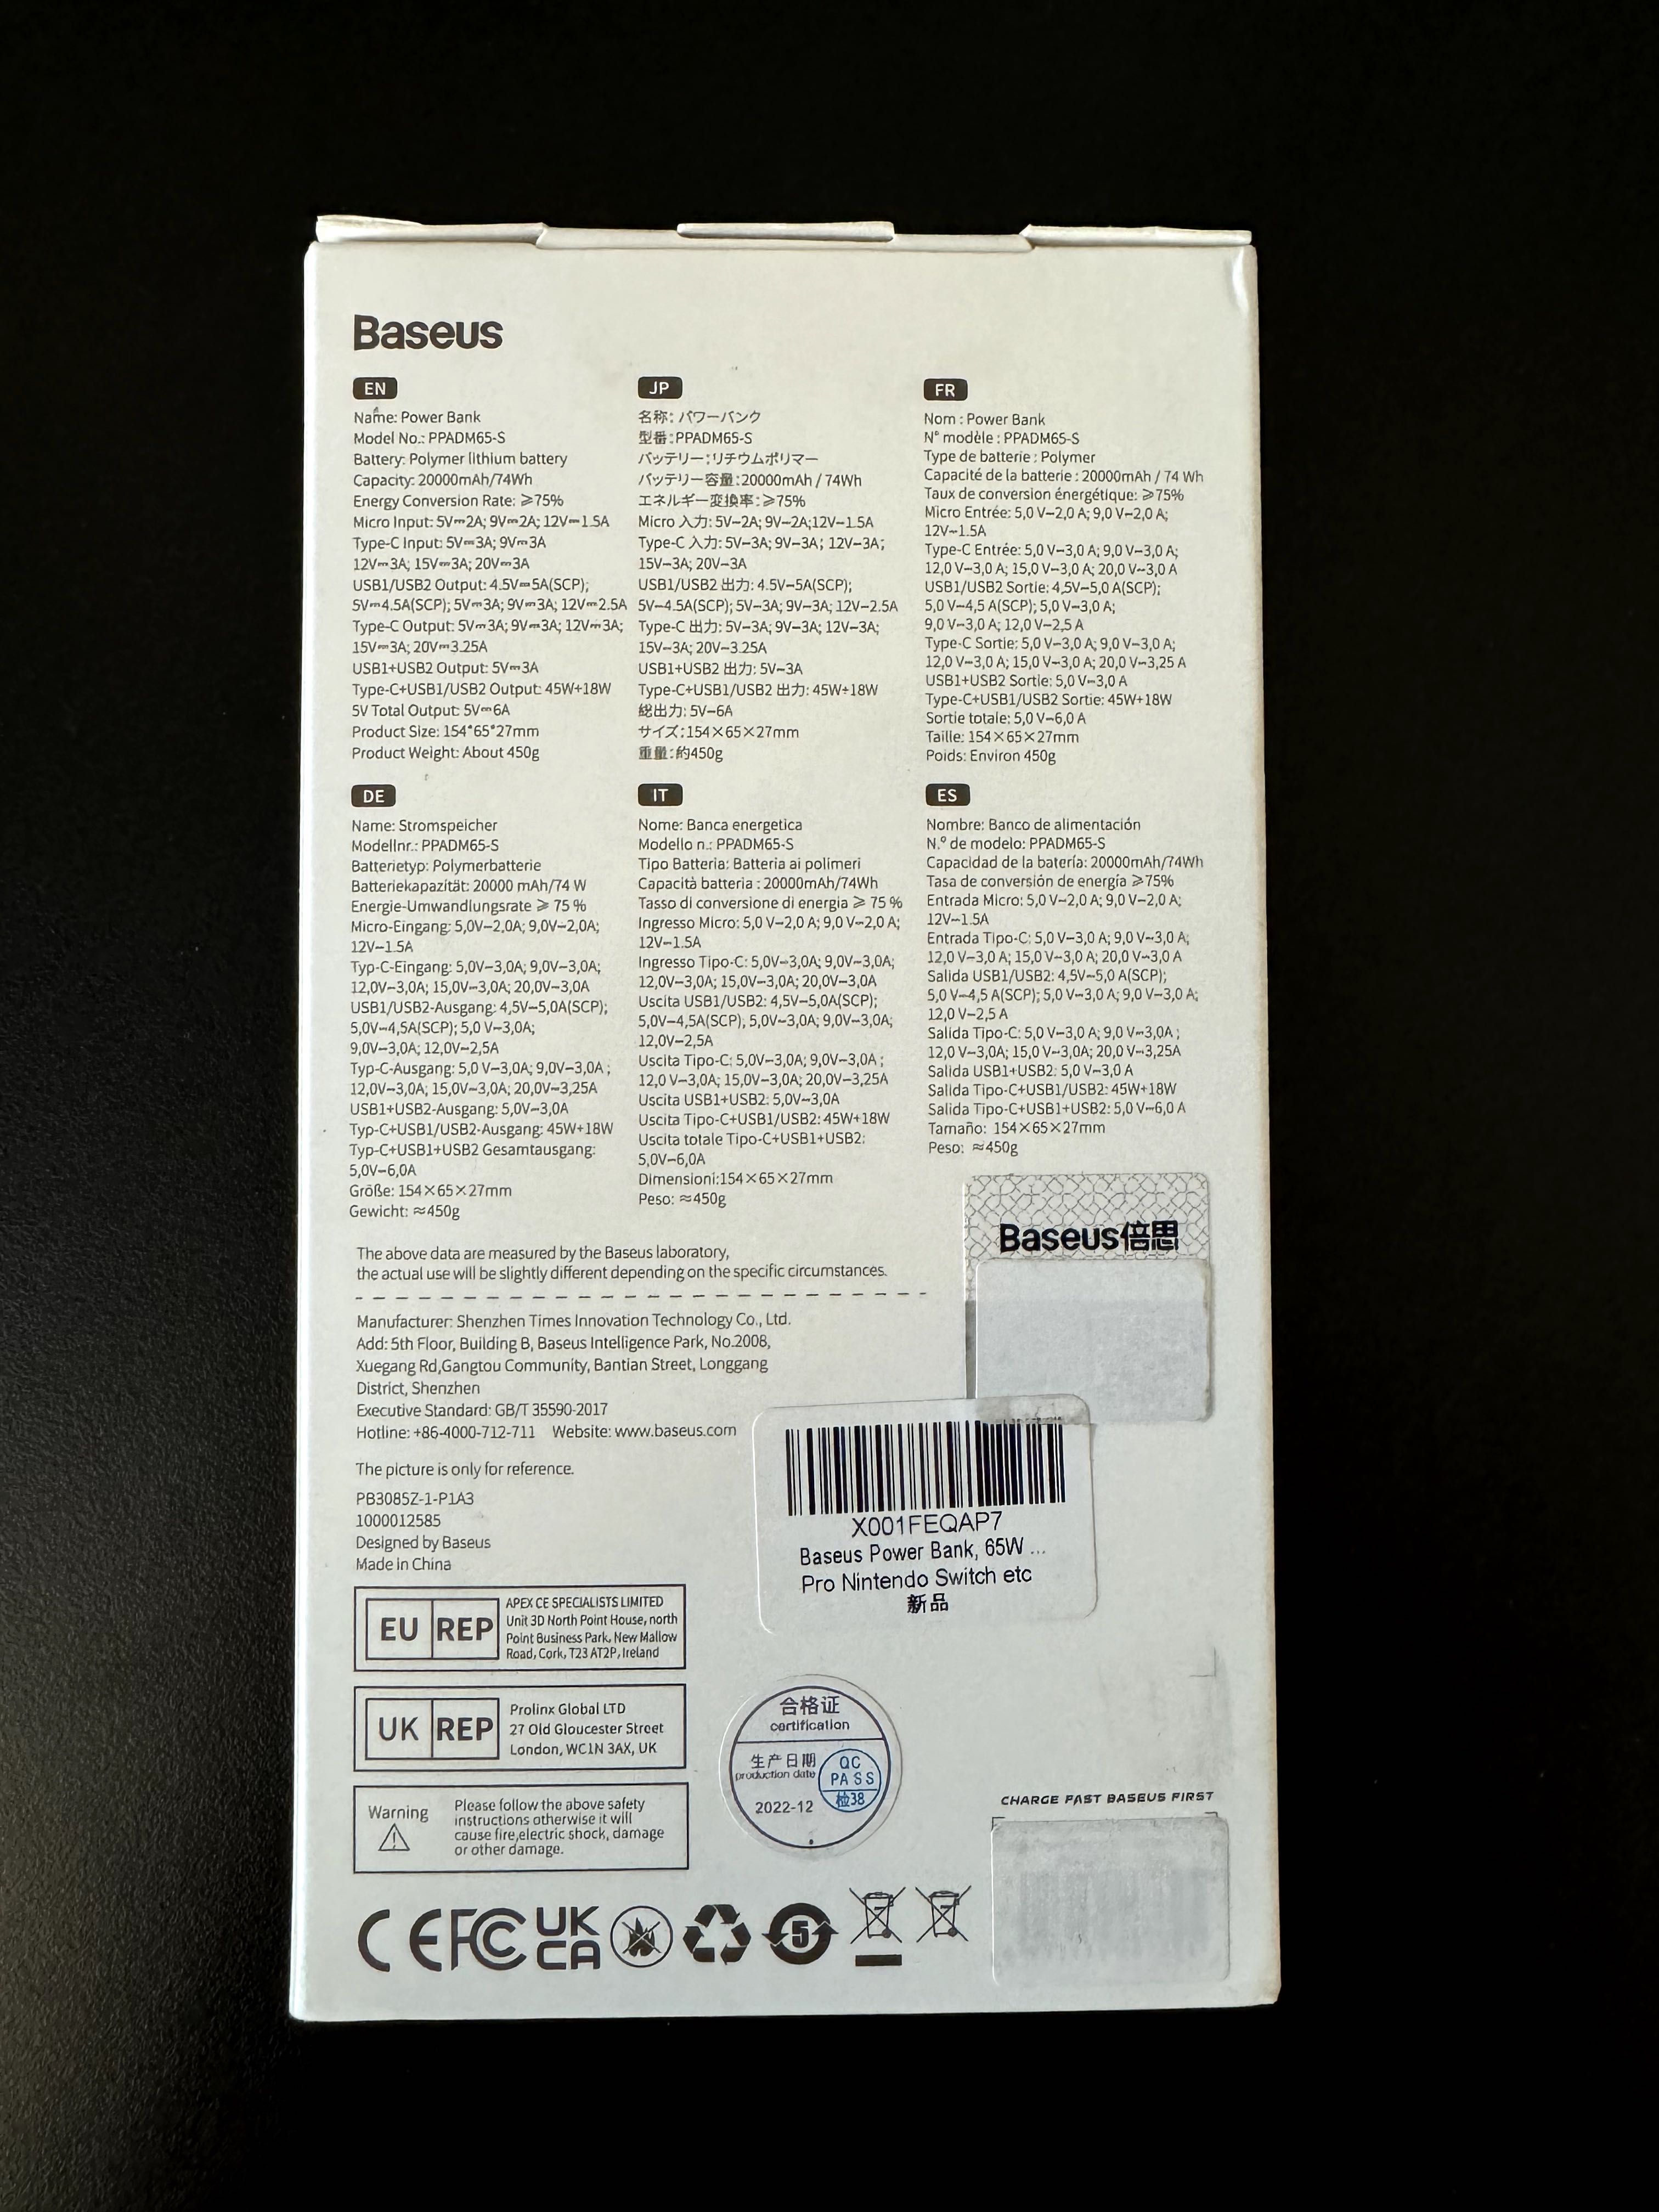 Baseus
EN
Name: Power Bank
Model No.: PPADM65-S
Battery: Polymer lithium battery
Capacity: 20000mAh/74Wh
Energy Conversion Rate: ⩾75%
Micro Input: 5V⎓2A; 9V⎓2A; 12V⎓1.5A
Type-C Input: 5V⎓3A; 9V⎓3A
12V⎓3A; 15V⎓3A; 20V⎓3A
USB1/USB2 Output: 4.5V⎓5A(SCP);
5V⎓4.5A(SCP); 5V⎓3A; 9V⎓3A; 12V⎓2.5A
Type-C Output: 5V⎓3A; 9V⎓3A; 12V⎓3A;
15V⎓3A; 20V⎓3.25A
USB1+USB2 Output: 5V⎓3A
Type-C+USB1/USB2 Output: 45W+18W
5V Total Output: 5V⎓6A
Product Size: 154*65*27mm
Product Weight: About 450g
JP
名称: パワーバンク
型番:PPADM65-S
バッテリー:リチウムポリマー
バッテリー容量:20000mAh / 74Wh
エネルギー変換率:⩾75%
Micro 入力: 5V⎓2A; 9V⎓2A;12V⎓1.5A
Type-C 入力: 5V⎓3A; 9V⎓3A; 12V⎓3A;
15V⎓3A; 20V⎓3A
USB1/USB2 出力: 4.5V⎓5A(SCP);
5V⎓4.5A(SCP); 5V⎓3A; 9V⎓3A; 12V⎓2.5A
Type-C 出力: 5V⎓3A; 9V⎓3A; 12V⎓3A;
15V⎓3A; 20V⎓3.25A
USB1+USB2 出力: 5V⎓3A
Type-C+USB1/USB2 出力: 45W+18W
総出力: 5V⎓6A
サイズ:154×65×27mm
重量:約450g
FR
Nom : Power Bank
N° modèle : PPADM65-S
Type de batterie : Polymer
Capacité de la batterie : 20000mAh / 74 Wh
Taux de conversion énergétique: ⩾75%
Micro Entrée: 5,0 V⎓2,0 A; 9,0 V⎓2,0 A;
12V⎓1.5A
Type-C Entrée: 5,0 V⎓3,0 A; 9,0 V⎓3,0 A;
12,0 V⎓3,0 A; 15,0 V⎓3,0 A; 20,0 V⎓3,0 A
USB1/USB2 Sortie: 4,5V⎓5,0 A(SCP);
5,0 V⎓4,5 A(SCP); 5,0 V⎓3,0 A;
9,0 V⎓3,0 A; 12,0 V⎓2,5 A
Type-C Sortie: 5,0 V⎓3,0 A; 9,0 V⎓3,0 A;
12,0 V⎓3,0 A; 15,0 V⎓3,0 A; 20,0 V⎓3,25 A
USB1+USB2 Sortie: 5,0 V⎓3,0 A
Type-C+USB1/USB2 Sortie: 45W+18W
Sortie totale: 5,0 V⎓6,0 A
Taille: 154×65×27mm
Poids: Environ 450g
DE
Name: Stromspeicher
Modellnr.: PPADM65-S
Batterietyp: Polymerbatterie
Batteriekapazität: 20000 mAh/74 W
Energie-Umwandlungsrate ⩾ 75 %
Micro-Eingang: 5,0V⎓2,0A; 9,0V⎓2,0A;
12V⎓1.5A
Typ-C-Eingang: 5,0V⎓3,0A; 9,0V⎓3,0A;
12,0V⎓3,0A; 15,0V⎓3,0A; 20,0V⎓3,0A
USB1/USB2-Ausgang: 4,5V⎓5,0A(SCP);
5,0V⎓4,5A(SCP); 5,0 V⎓3,0A;
9,0V⎓3,0A; 12,0V⎓2,5A
Typ-C-Ausgang: 5,0 V⎓3,0A; 9,0V⎓3,0A ;
12,0V⎓3,0A; 15,0V⎓3,0A; 20,0V⎓3,25A
USB1+USB2-Ausgang: 5,0V⎓3,0A
Typ-C+USB1/USB2-Ausgang: 45W+18W
Typ-C+USB1+USB2 Gesamtausgang:
5,0V⎓6,0A
Größe: 154×65×27mm
Gewicht: ≈450g
IT
Nome: Banca energetica
Modello n.: PPADM65-S
Tipo Batteria: Batteria ai polimeri
Capacità batteria : 20000mAh/74Wh
Tasso di conversione di energia ⩾ 75 %
Ingresso Micro: 5,0 V⎓2,0 A; 9,0 V⎓2,0 A;
12V⎓1.5A
Ingresso Tipo-C: 5,0V⎓3,0A; 9,0V⎓3,0A;
12,0V⎓3,0A; 15,0V⎓3,0A; 20,0V⎓3,0A
Uscita USB1/USB2: 4,5V⎓5,0A(SCP);
5,0V⎓4,5A(SCP); 5,0V⎓3,0A; 9,0V⎓3,0A;
12,0V⎓2,5A
Uscita Tipo-C: 5,0V⎓3,0A; 9,0V⎓3,0A ;
12,0 V⎓3,0A; 15,0V⎓3,0A; 20,0V⎓3,25A
Uscita USB1+USB2: 5,0V⎓3,0A
Uscita Tipo-C+USB1/USB2: 45W+18W
Uscita totale Tipo-C+USB1+USB2:
5,0V⎓6,0A
Dimensioni:154×65×27mm
Peso: ≈450g
ES
Nombre: Banco de alimentación
N.º de modelo: PPADM65-S
Capacidad de la batería: 20000mAh/74Wh
Tasa de conversión de energía ⩾75%
Entrada Micro: 5,0 V⎓2,0 A; 9,0 V⎓2,0 A;
12V⎓1.5A
Entrada Tipo-C: 5,0 V⎓3,0 A; 9,0 V⎓3,0 A;
12,0 V⎓3,0 A; 15,0 V⎓3,0 A; 20,0 V⎓3,0 A
Salida USB1/USB2: 4,5V⎓5,0 A(SCP);
5,0 V⎓4,5 A(SCP); 5,0 V⎓3,0 A; 9,0 V⎓3,0 A;
12,0 V⎓2,5 A
Salida Tipo-C: 5,0 V⎓3,0 A; 9,0 V⎓3,0A ;
12,0 V⎓3,0A; 15,0 V⎓3,0A; 20,0 V⎓3,25A
Salida USB1+USB2: 5,0 V⎓3,0 A
Salida Tipo-C+USB1/USB2: 45W+18W
Salida Tipo-C+USB1+USB2: 5,0 V⎓6,0 A
Tamaño: 154×65×27mm
Peso: ≈450g
Baseus倍思
The above data are measured by the Baseus laboratory,
the actual use will be slightly different depending on the specific circumstances.
Manufacturer: Shenzhen Times Innovation Technology Co., Ltd.
Add: 5th Floor, Building B, Baseus Intelligence Park, No.2008,
Xuegang Rd,Gangtou Community, Bantian Street, Longgang
District, Shenzhen
Executive Standard: GB/T 35590-2017
Hotline: +86-4000-712-711 Website: www.baseus.com
The picture is only for reference.
PB3085Z-1-P1A3
1000012585
Designed by Baseus
Made in China
X001FEQAP7
Baseus Power Bank, 65W ...
Pro Nintendo Switch etc
新品
EU REP
APEX CE SPECIALISTS LIMITED
Unit 3D North Point House, north
Point Business Park, New Mallow
Road, Cork, T23 AT2P, Ireland
UK REP
Prolinx Global LTD
27 Old Gloucester Street
London, WC1N 3AX, UK
Warning
Please follow the above safety
instructions otherwise it will
cause fire,electric shock, damage
or other damage.
合格证
certification
生产日期
production date
2022-12
QC
PASS
检38
CHARGE FAST BASEUS FIRST
CE FC UK
CA
5